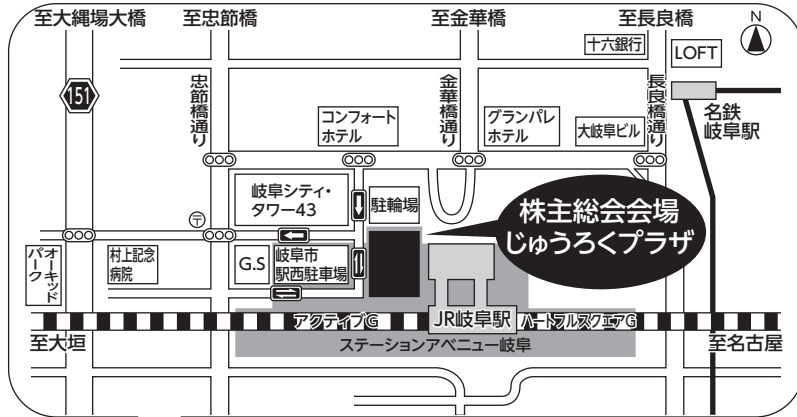 至大縄場大橋
至忠節橋
至金華橋
至長良橋
N
十六銀行
LOFT
151
忠節橋通り
金華橋通り
長良橋通り
名鉄
岐阜駅
コンフォート
ホテル
グランパレ
ホテル
大岐阜ビル
岐阜シティ・
タワー43
駐輪場
株主総会会場
じゅうろくプラザ
〒
オーキッド
パーク
村上記念
病院
G.S
岐阜市
駅西駐車場
アクティブG
JR岐阜駅
ハートフルスクエアG
至大垣
ステーションアベニュー岐阜
至名古屋